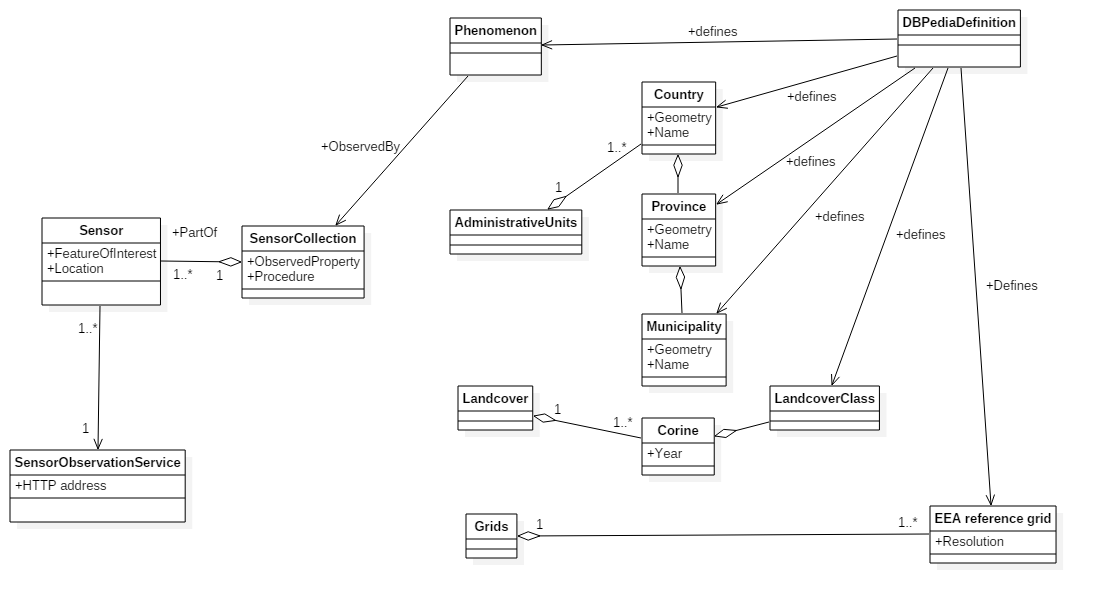 DBPediaDefinition
Phenomenon
+defines
Country
+Geometry
+Name
+defines
+ObservedBy
1..*
+defines
1
Province
+Geometry
+Name
AdministrativeUnits
+defines
Sensor
+FeatureOfInterest
+Location
+PartOf
1..*
1
SensorCollection
+ObservedProperty
+Procedure
+defines
+Defines
1..*
Municipality
+Geometry
+Name
Landcover
1
1..*
LandcoverClass
Corine
+Year
1
SensorObservationService
+HTTP address
Grids
1
1..*
EEA reference grid
+Resolution